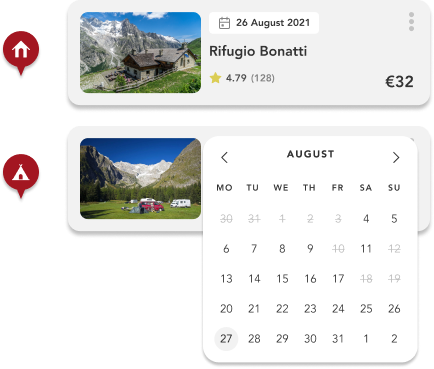 26 August 2021
Rifugio Bonatti
4.79 (128)
€32
AUGUST
MO TU WE TH FR SA SU
30 31 1 2 3 4 5
6 7 8 9 10 11 12
13 14 15 16 17 18 19
20 21 22 23 24 25 26
27 28 29 30 31 1 2